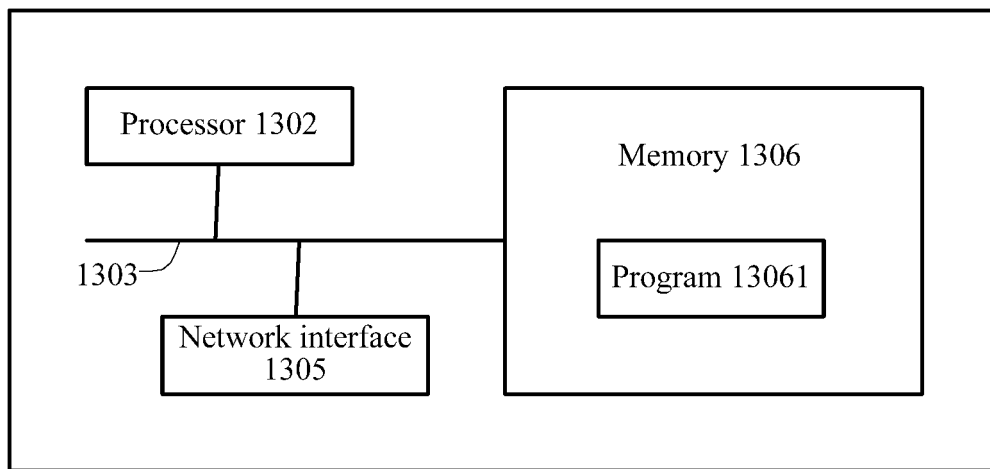 Processor 1302
Memory 1306
1303
Program 13061
Network interface
1305